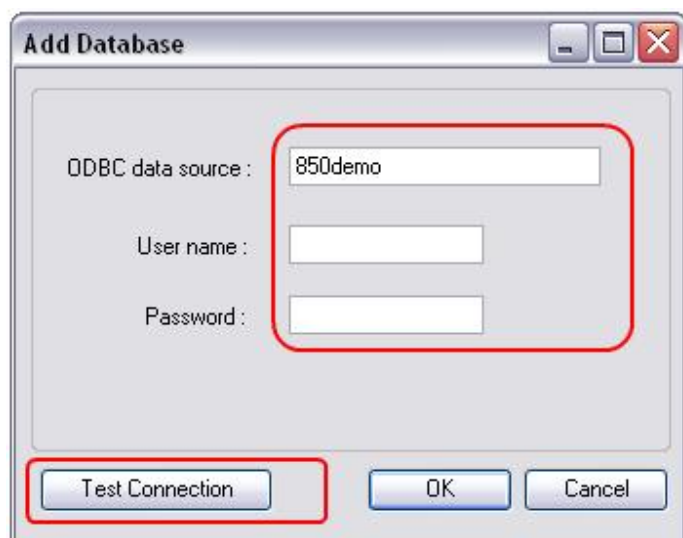 Add Database
ODBC data source : 850demo
User name :
Password :
Test Connection OK Cancel